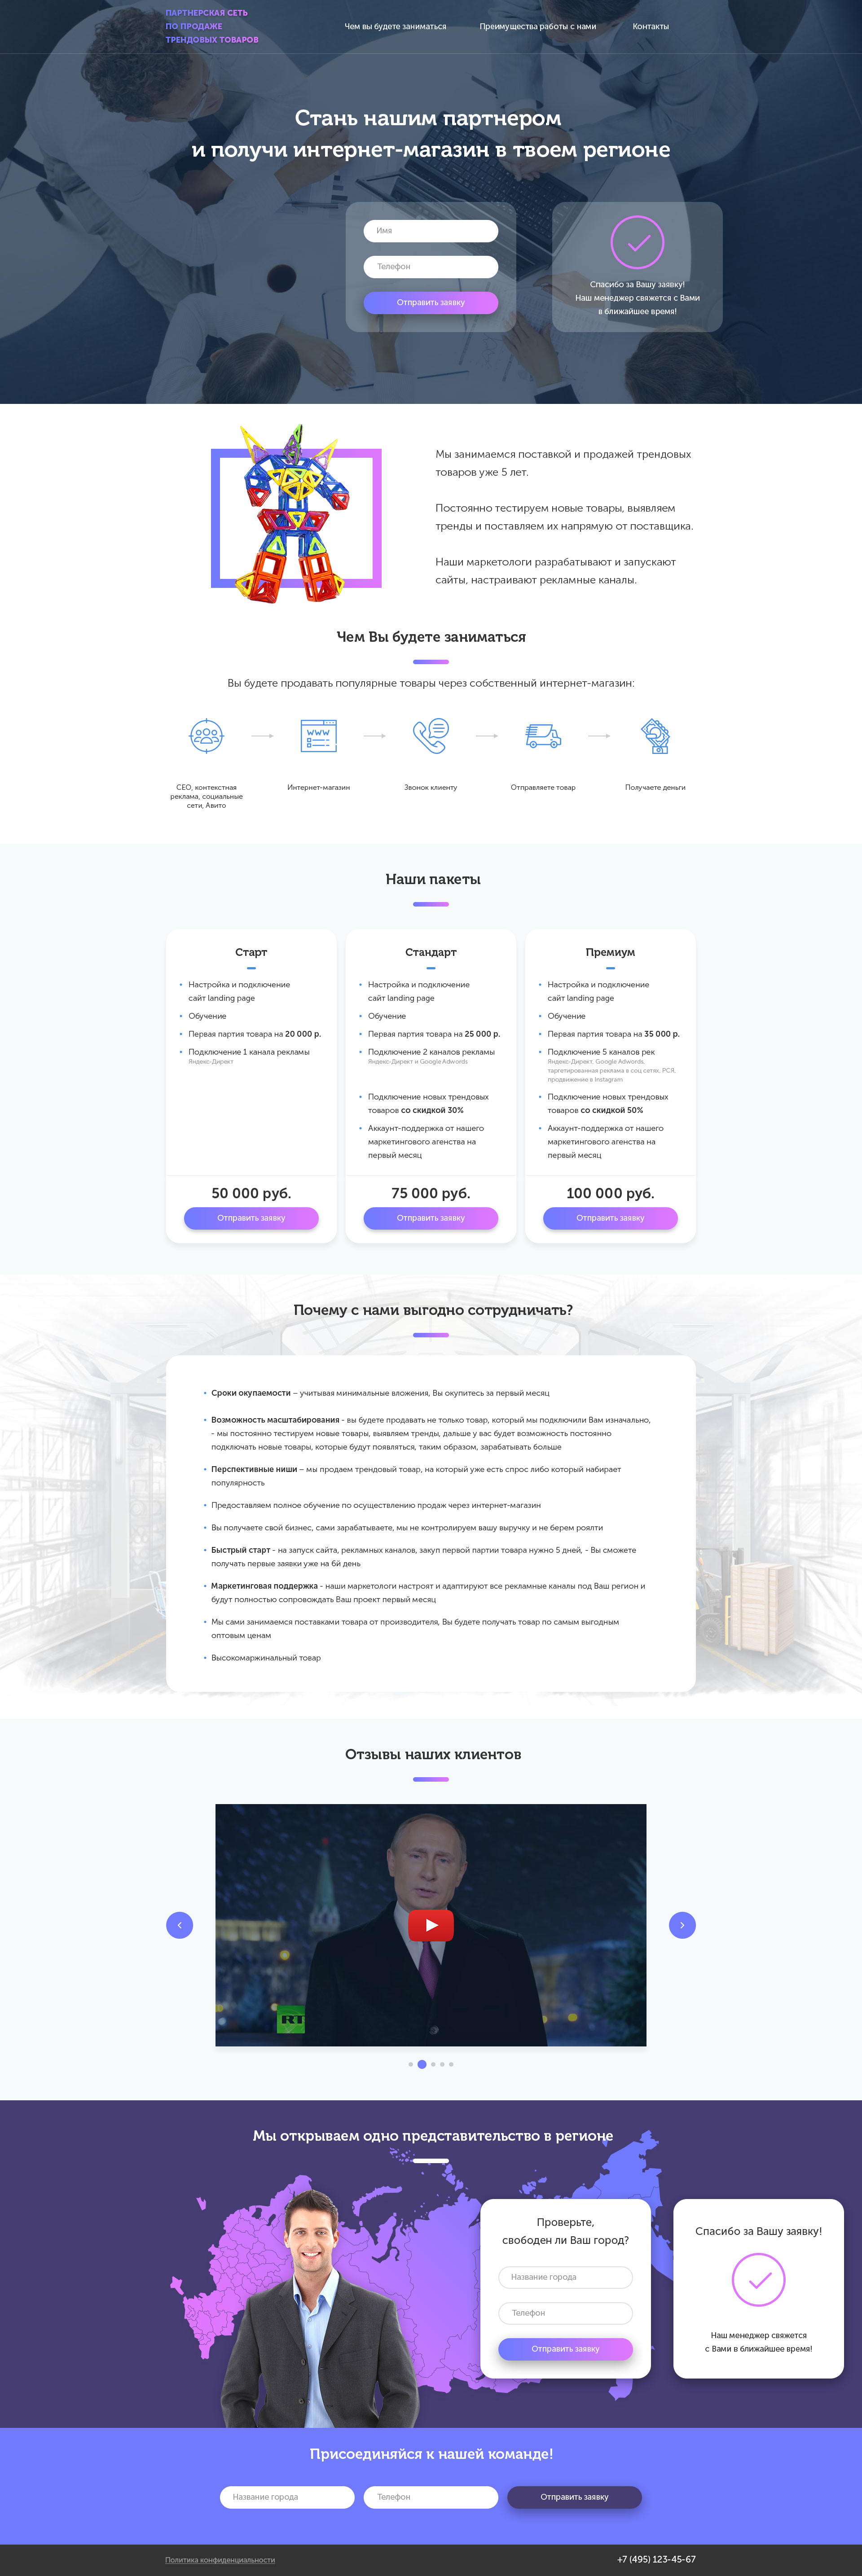 ПАРТНЕРСКАЯ СЕТЬ
ПО ПРОДАЖЕ
ТРЕНДОВЫХ ТОВАРОВ
Чем вы будете заниматься
Преимущества работы с нами
Контакты
Стань нашим партнером
и получи интернет-магазин в твоем регионе
Имя
Телефон
Отправить заявку
Спасибо за Вашу заявку!
Наш менеджер свяжется с Вами
в ближайшее время!
Мы занимаемся поставкой и продажей трендовых
товаров уже 5 лет.
Постоянно тестируем новые товары, выявляем
тренды и поставляем их напрямую от поставщика.
Наши маркетологи разрабатывают и запускают
сайты, настраивают рекламные каналы.
Чем Вы будете заниматься
Вы будете продавать популярные товары через собственный интернет-магазин:
WWW
СЕО, контекстная
реклама, социальные
сети, Авито
Интернет-магазин
Звонок клиенту
Отправляете товар
Получаете деньги
Наши пакеты
Старт
Настройка и подключение
сайт landing page
Обучение
Первая партия товара на 20 000 р.
Подключение 1 канала рекламы
Яндекс-Директ
50 000 руб.
Отправить заявку
Стандарт
Настройка и подключение
сайт landing page
Обучение
Первая партия товара на 25 000 р.
Подключение 2 каналов рекламы
Яндекс-Директ и Google Adwords
Подключение новых трендовых
товаров со скидкой 30%
Аккаунт-поддержка от нашего
маркетингового агенства на
первый месяц
75 000 руб.
Отправить заявку
Премиум
Настройка и подключение
сайт landing page
Обучение
Первая партия товара на 35 000 р.
Подключение 5 каналов рек
Яндекс-Директ, Google Adwords,
таргетированная реклама в соц сетях, РСЯ,
продвижение в Instagram
Подключение новых трендовых
товаров со скидкой 50%
Аккаунт-поддержка от нашего
маркетингового агенства на
первый месяц
100 000 руб.
Отправить заявку
Почему с нами выгодно сотрудничать?
Сроки окупаемости – учитывая минимальные вложения, Вы окупитесь за первый месяц
Возможность масштабирования - вы будете продавать не только товар, который мы подключили Вам изначально,
- мы постоянно тестируем новые товары, выявляем тренды, дальше у вас будет возможность постоянно
подключать новые товары, которые будут появляться, таким образом, зарабатывать больше
Перспективные ниши – мы продаем трендовый товар, на который уже есть спрос либо который набирает
популярность
Предоставляем полное обучение по осуществлению продаж через интернет-магазин
Вы получаете свой бизнес, сами зарабатываете, мы не контролируем вашу выручку и не берем роялти
Быстрый старт - на запуск сайта, рекламных каналов, закуп первой партии товара нужно 5 дней, - Вы сможете
получать первые заявки уже на 6й день
Маркетинговая поддержка - наши маркетологи настроят и адаптируют все рекламные каналы под Ваш регион и
будут полностью сопровождать Ваш проект первый месяц
Мы сами занимаемся поставками товара от производителя, Вы будете получать товар по самым выгодным
оптовым ценам
Высокомаржинальный товар
Отзывы наших клиентов
RT
Мы открываем одно представительство в регионе
Проверьте,
свободен ли Ваш город?
Название города
Телефон
Отправить заявку
Спасибо за Вашу заявку!
Наш менеджер свяжется
с Вами в ближайшее время!
Присоединяйся к нашей команде!
Название города
Телефон
Отправить заявку
Политика конфиденциальности
+7 (495) 123-45-67